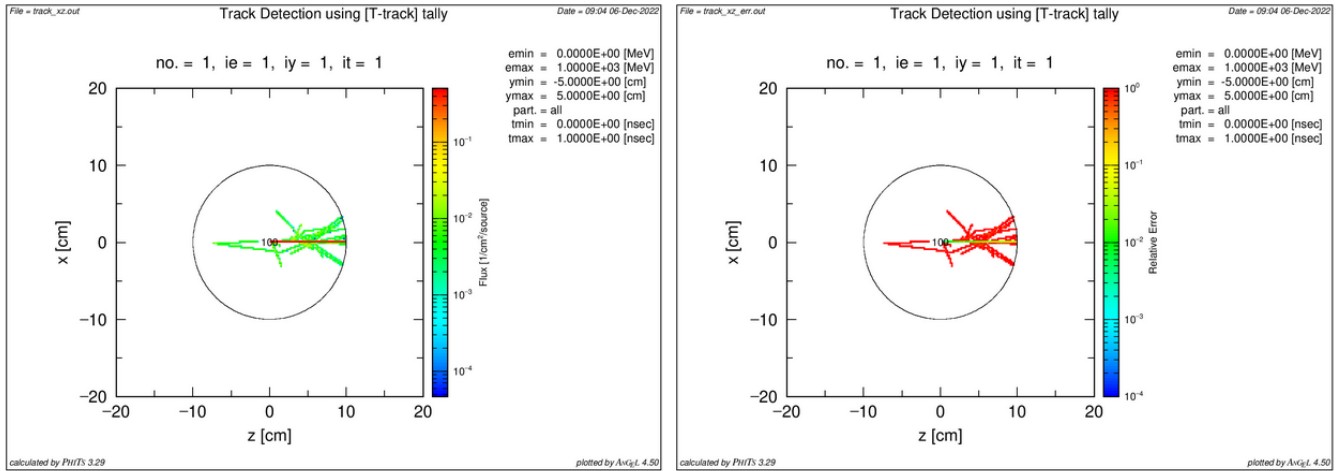 File = track_xz.out
Date = 09:04 06-Dec-2022
Track Detection using [T-track] tally
no. = 1, ie = 1, iy = 1, it = 1
emin = 0.0000E+00 [MeV]
emax = 1.0000E+03 [MeV]
ymin = -5.0000E+00 [cm]
ymax = 5.0000E+00 [cm]
part. = all
tmin = 0.0000E+00 [nsec]
tmax = 1.0000E+00 [nsec]
20
10
0
−10
−20
x [cm]
100
−20 −10 0 10 20
z [cm]
10⁻¹
10⁻²
10⁻³
10⁻⁴
Flux [1/cm²/source]
calculated by PHITS 3.29
plotted by ANGEL 4.50
File = track_xz_err.out
Date = 09:04 06-Dec-2022
Track Detection using [T-track] tally
no. = 1, ie = 1, iy = 1, it = 1
emin = 0.0000E+00 [MeV]
emax = 1.0000E+03 [MeV]
ymin = -5.0000E+00 [cm]
ymax = 5.0000E+00 [cm]
part. = all
tmin = 0.0000E+00 [nsec]
tmax = 1.0000E+00 [nsec]
20
10
0
−10
−20
x [cm]
100
−20 −10 0 10 20
z [cm]
10⁰
10⁻¹
10⁻²
10⁻³
10⁻⁴
Relative Error
calculated by PHITS 3.29
plotted by ANGEL 4.50